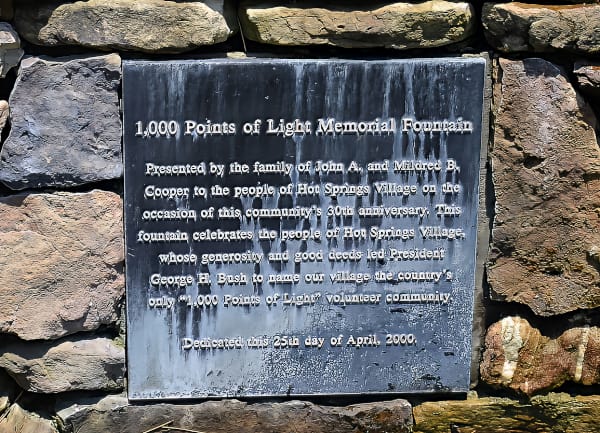 1,000 Points of Light Memorial Fountain
Presented by the family of John A. and Mildred B.
Cooper to the people of Hot Springs Village on the
occasion of this community's 30th anniversary. This
fountain celebrates the people of Hot Springs Village,
whose generosity and good deeds led President
George H. Bush to name our village the country's
only "1,000 Points of Light" volunteer community.
Dedicated this 25th day of April, 2000.